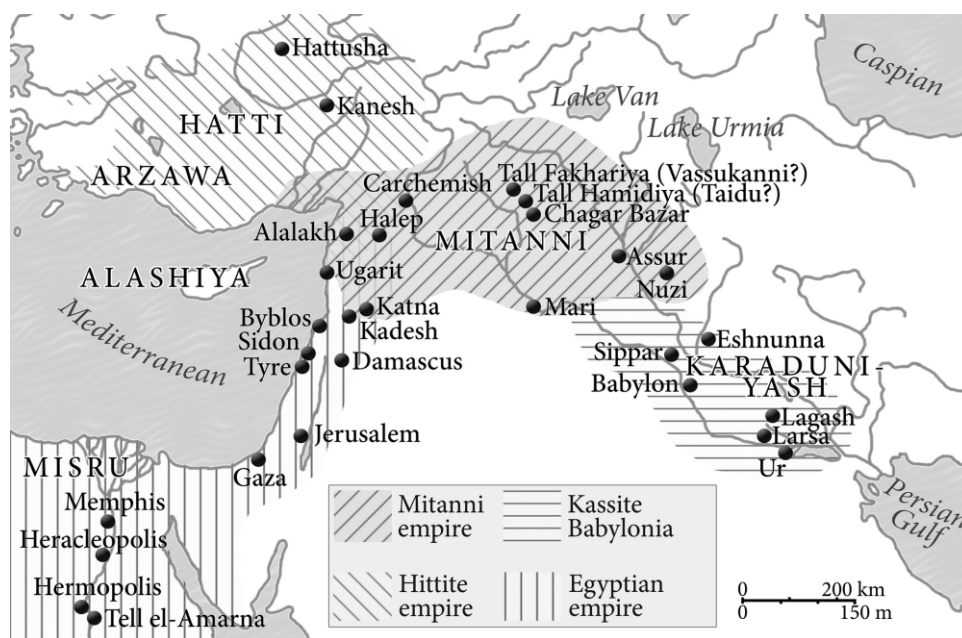 Hattusha
Caspian
Kanesh
Lake Van
HATTI
Lake Urmia
ARZAWA
Carchemish
Tall Fakhariya (Vassukanni?)
Tall Hamidiya (Taidu?)
Chagar Bazar
Halep
Alalakh
MITANNI
Assur
ALASHIYA
Ugarit
Nuzi
Mediterranean
Katna
Mari
Byblos
Kadesh
Sidon
Eshnunna
Tyre
Damascus
Sippar
KARADUNI-
YASH
Babylon
Lagash
Jerusalem
Larsa
MISRU
Gaza
Ur
Memphis
Persian
Gulf
Heracleopolis
Hermopolis
Tell el-Amarna
Mitanni
empire
Kassite
Babylonia
Hittite
empire
Egyptian
empire
0 200 km
0 150 m